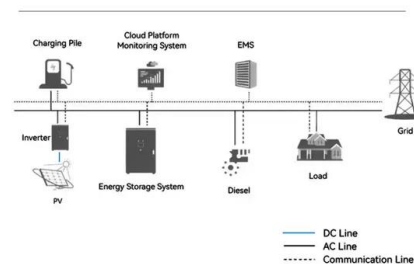 Cloud Platform
Monitoring System
Charging Pile
EMS
Grid
Inverter
PV
Energy Storage System
Diesel
Load
DC Line
AC Line
Communication Line